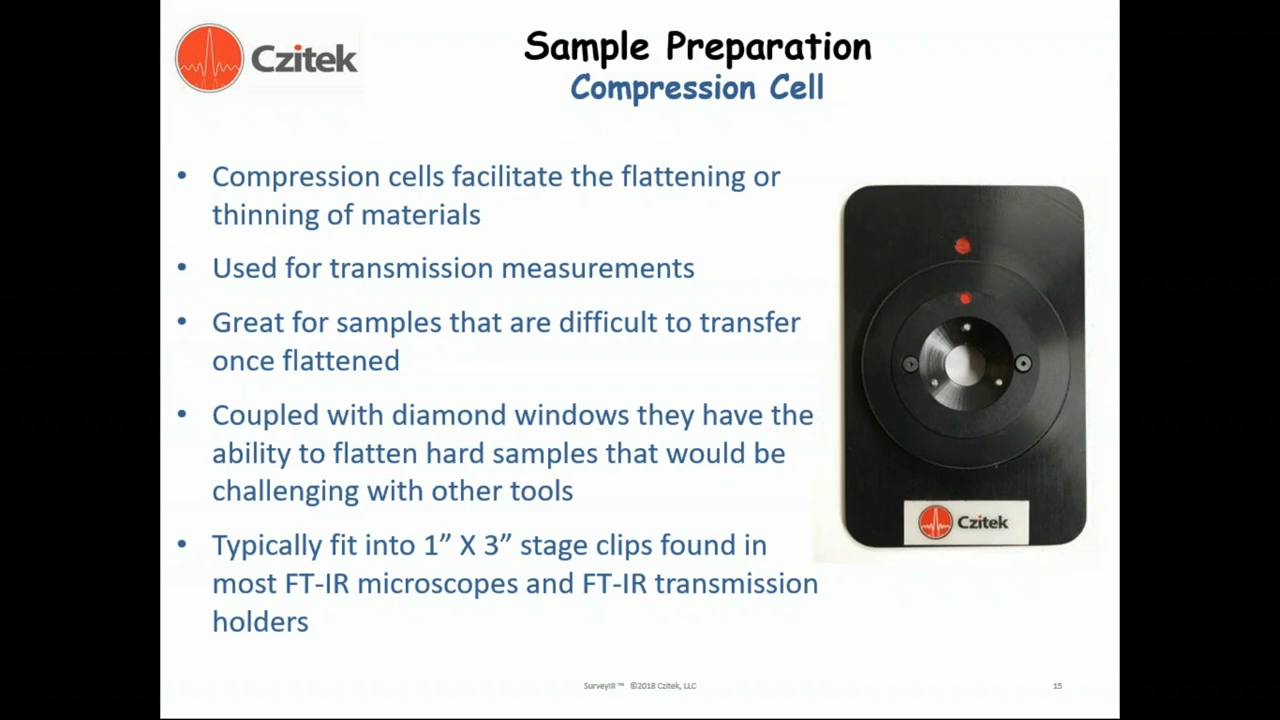 Czitek
Sample Preparation
Compression Cell
• Compression cells facilitate the flattening or
thinning of materials
• Used for transmission measurements
• Great for samples that are difficult to transfer
once flattened
• Coupled with diamond windows they have the
ability to flatten hard samples that would be
challenging with other tools
• Typically fit into 1” X 3” stage clips found in
most FT-IR microscopes and FT-IR transmission
holders
Czitek
SurveyIR™ ©2018 Czitek, LLC
15